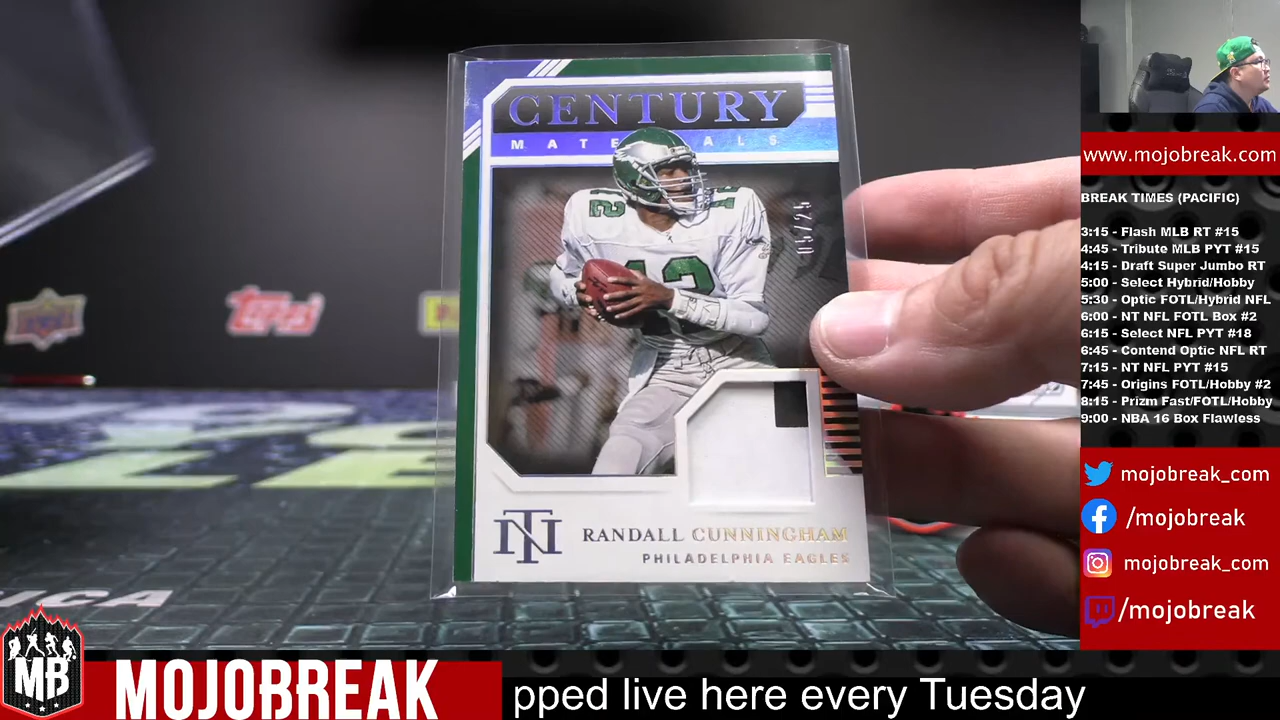 CENTURY
MATERIALS
12
12
05/25
NT
RANDALL CUNNINGHAM
PHILADELPHIA EAGLES
Topps
UCA
www.mojobreak.com
BREAK TIMES (PACIFIC)
3:15 - Flash MLB RT #15
4:45 - Tribute MLB PYT #15
4:15 - Draft Super Jumbo RT
5:00 - Select Hybrid/Hobby
5:30 - Optic FOTL/Hybrid NFL
6:00 - NT NFL FOTL Box #2
6:15 - Select NFL PYT #18
6:45 - Contend Optic NFL RT
7:15 - NT NFL PYT #15
7:45 - Origins FOTL/Hobby #2
8:15 - Prizm Fast/FOTL/Hobby
9:00 - NBA 16 Box Flawless
mojobreak_com
/mojobreak
mojobreak_com
/mojobreak
MB
MOJOBREAK
pped live here every Tuesday